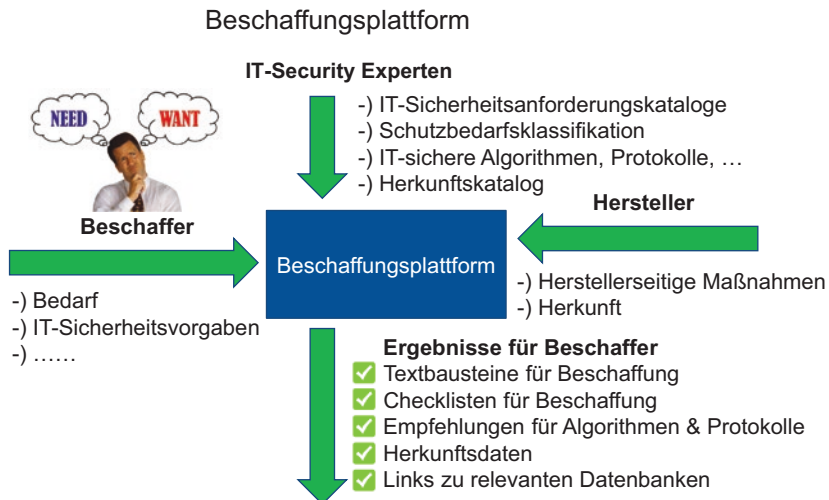 Beschaffungsplattform
IT-Security Experten
-) IT-Sicherheitsanforderungskataloge
-) Schutzbedarfsklassifikation
-) IT-sichere Algorithmen, Protokolle, …
-) Herkunftskatalog
NEED
WANT
Beschaffer
-) Bedarf
-) IT-Sicherheitsvorgaben
-) ……
Beschaffungsplattform
Hersteller
-) Herstellerseitige Maßnahmen
-) Herkunft
Ergebnisse für Beschaffer
✅ Textbausteine für Beschaffung
✅ Checklisten für Beschaffung
✅ Empfehlungen für Algorithmen & Protokolle
✅ Herkunftsdaten
✅ Links zu relevanten Datenbanken